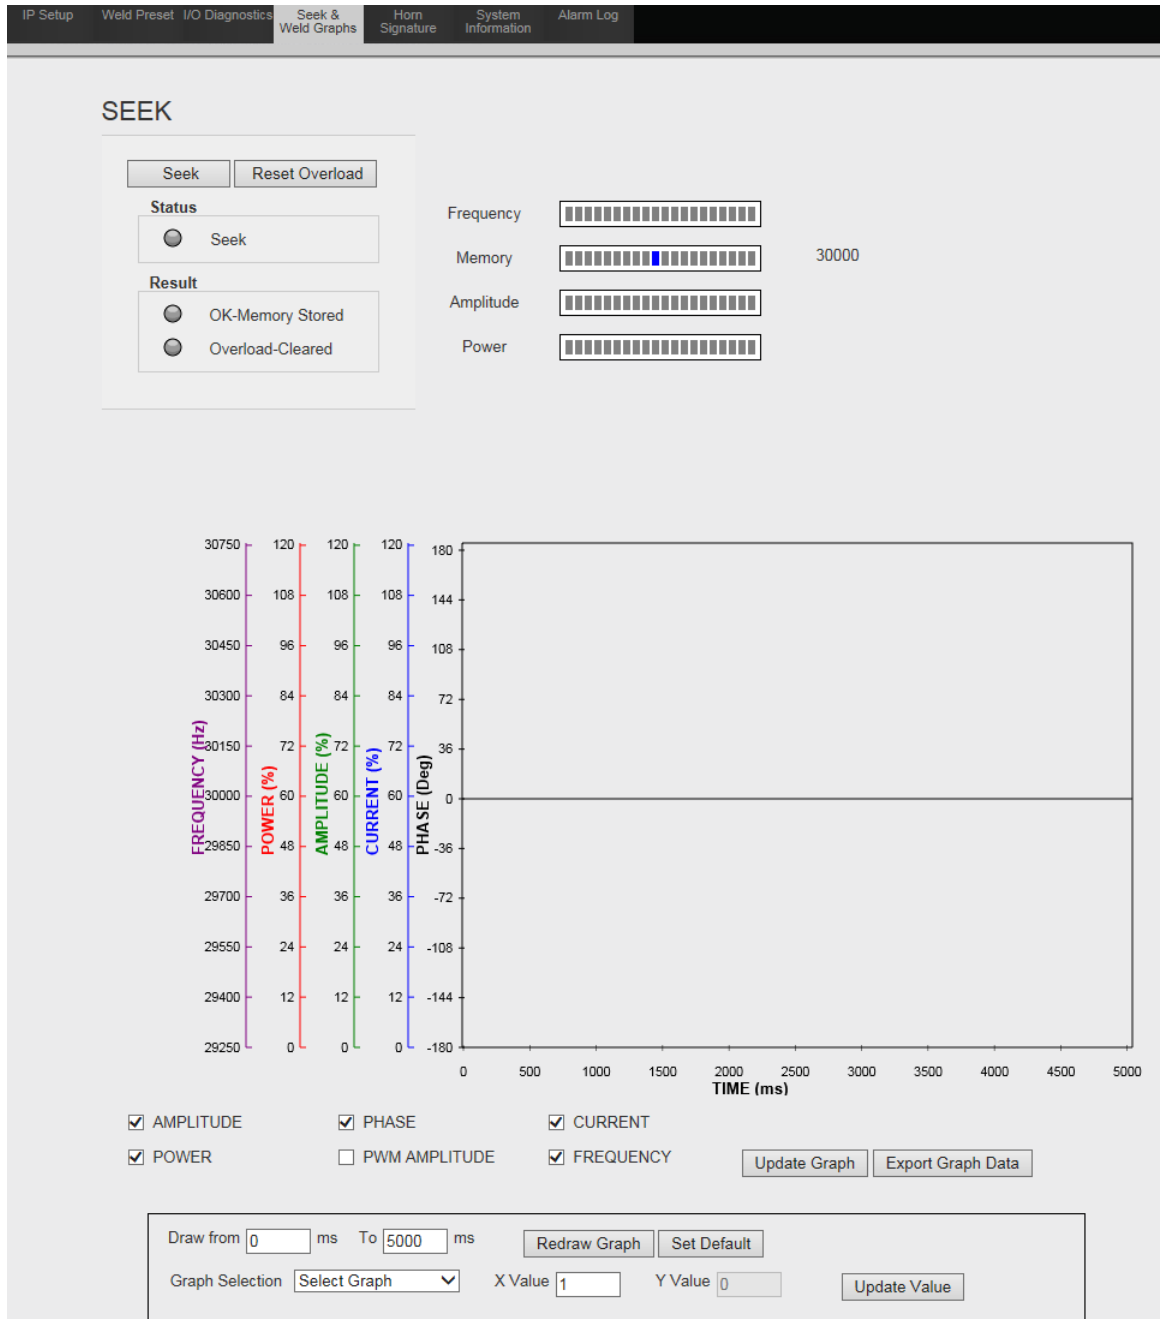 IP Setup Weld Preset I/O Diagnostics Seek & Weld Graphs Horn Signature System Information Alarm Log
SEEK
Seek Reset Overload
Status
Seek
Result
OK-Memory Stored
Overload-Cleared
Frequency
Memory 30000
Amplitude
Power
30750 120 120 120 180
30600 108 108 108 144
30450 96 96 96 108
30300 84 84 84 72
30150 72 72 72 36
30000 60 60 60 0
29850 48 48 48 -36
29700 36 36 36 -72
29550 24 24 24 -108
29400 12 12 12 -144
29250 0 0 0 -180
FREQUENCY (Hz)
POWER (%)
AMPLITUDE (%)
CURRENT (%)
PHASE (Deg)
0 500 1000 1500 2000 2500 3000 3500 4000 4500 5000
TIME (ms)
AMPLITUDE PHASE CURRENT
POWER PWM AMPLITUDE FREQUENCY Update Graph Export Graph Data
Draw from 0 ms To 5000 ms Redraw Graph Set Default
Graph Selection Select Graph X Value 1 Y Value 0 Update Value